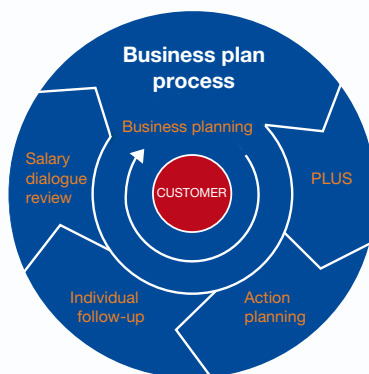 Business plan
process
Business planning
PLUS
Action
planning
Individual
follow-up
Salary
dialogue
review
CUSTOMER